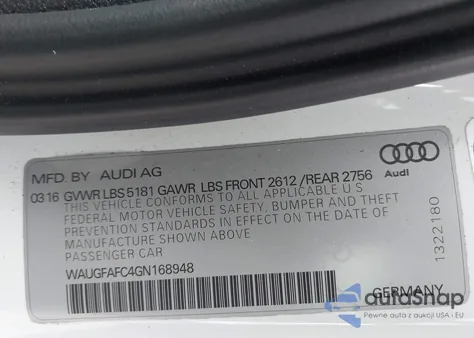 MFD. BY AUDI AG
Audi
03 16 GVWR LBS 5181 GAWR LBS FRONT 2612 /REAR 2756
THIS VEHICLE CONFORMS TO ALL APPLICABLE U S
FEDERAL MOTOR VEHICLE SAFETY, BUMPER AND THEFT
PREVENTION STANDARDS IN EFFECT ON THE DATE OF
MANUFACTURE SHOWN ABOVE
PASSENGER CAR
WAUGFAFC4GN168948
GERMANY
1322180
autoSnap
Pewne auta z aukcji USA i EU